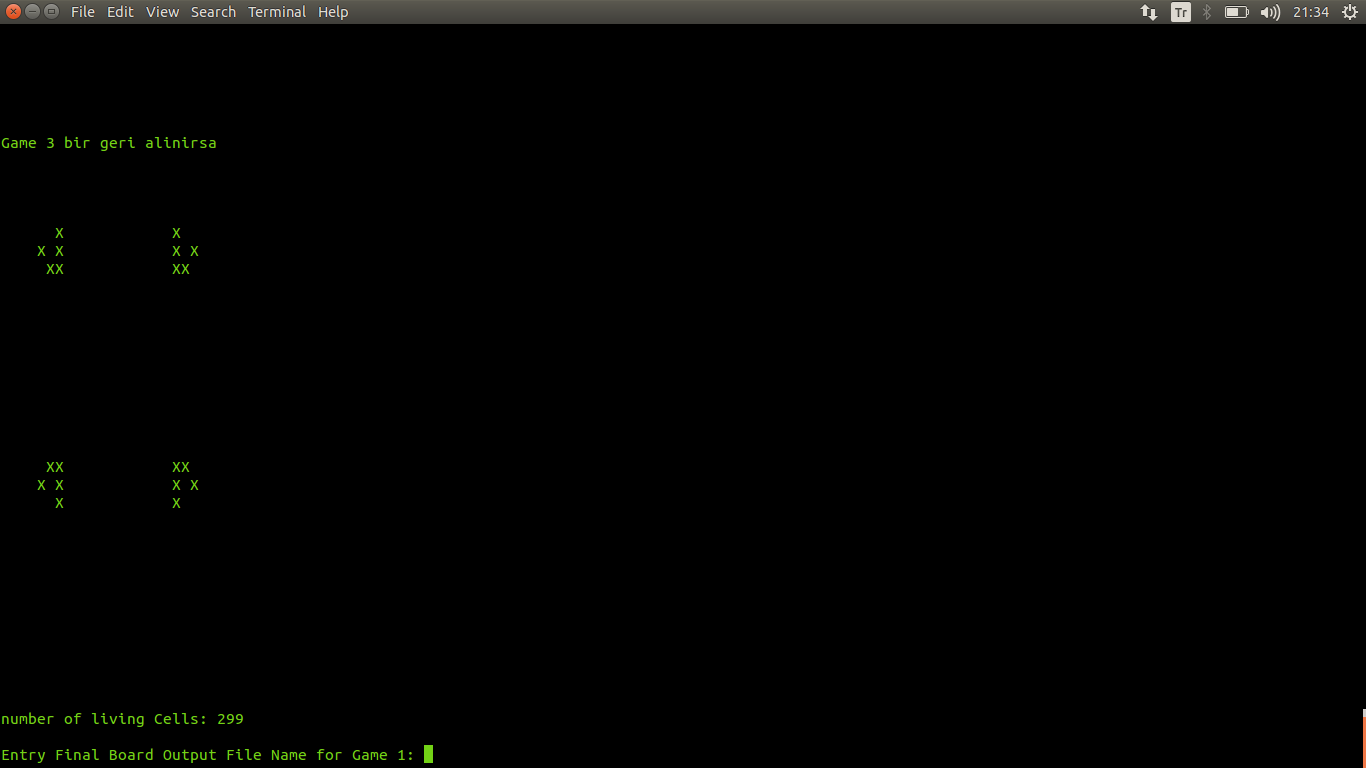 File Edit View Search Terminal Help Tr 21:34
Game 3 bir geri alinirsa
X X
X X X X
XX XX
XX XX
X X X X
X X
number of living Cells: 299
Entry Final Board Output File Name for Game 1: